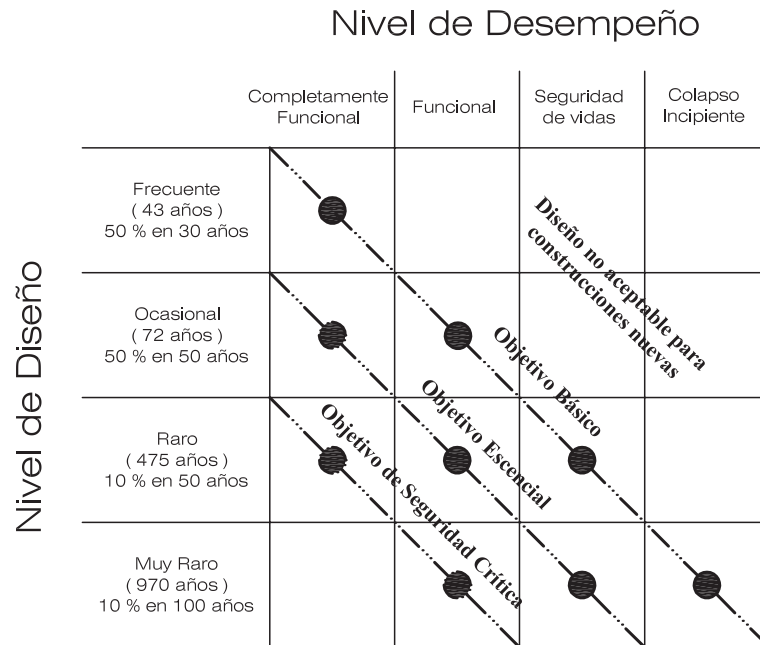 Nivel de Desempeño
Completamente
Funcional
Funcional
Seguridad
de vidas
Colapso
Incipiente
Nivel de Diseño
Frecuente
( 43 años )
50 % en 30 años
Ocasional
( 72 años )
50 % en 50 años
Raro
( 475 años )
10 % en 50 años
Muy Raro
( 970 años )
10 % en 100 años
Diseño no aceptable para
construcciones nuevas
Objetivo Básico
Objetivo Escencial
Objetivo de Seguridad Crítica